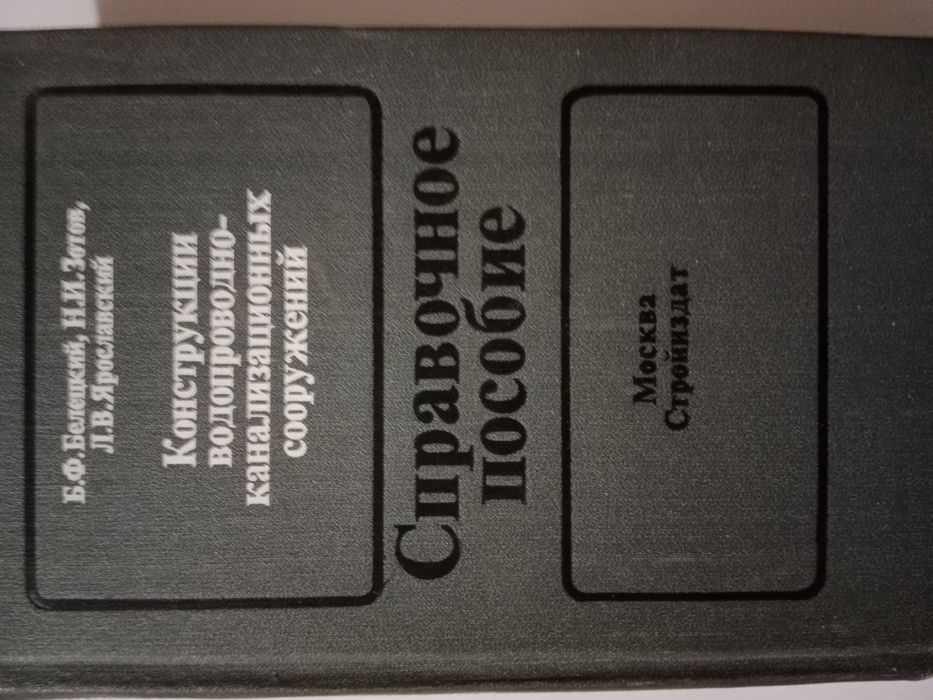 Б.Ф.Белецкий, Н.И.Зотов,
Л.В.Ярославский
Конструкции
водопроводно-
канализационных
сооружений
Справочное
пособие
Москва
Стройиздат